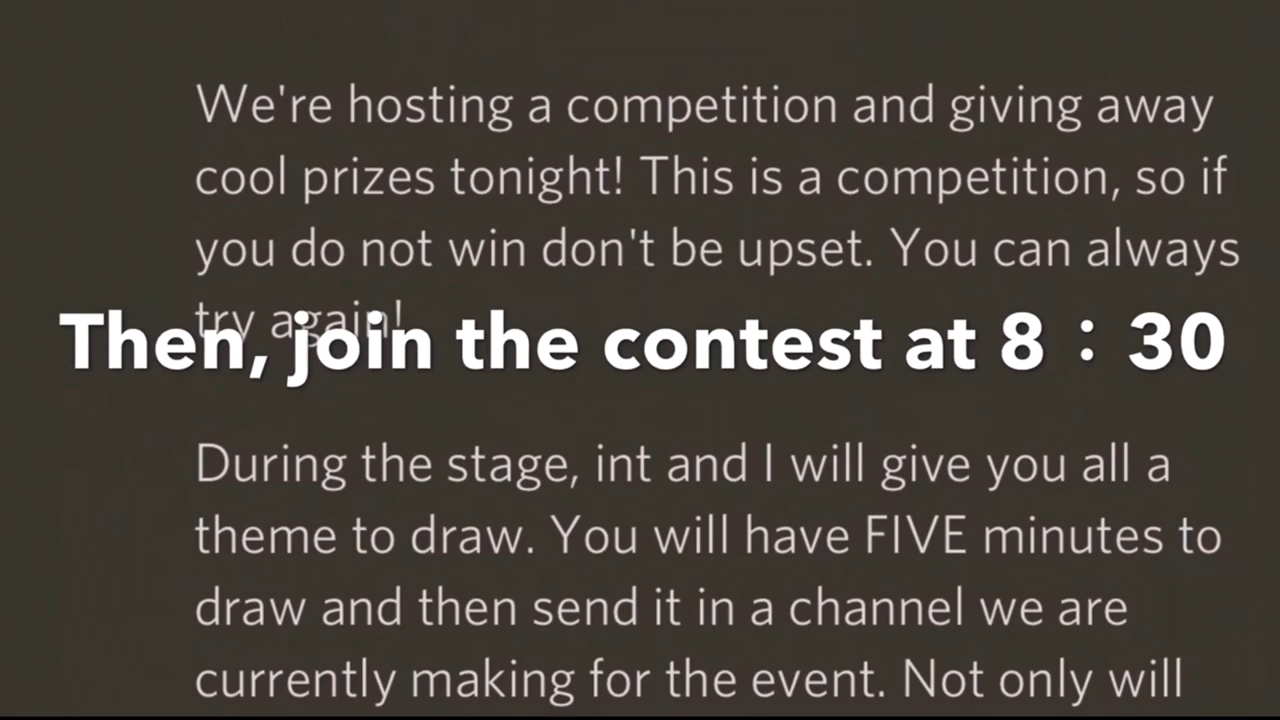 We're hosting a competition and giving away
cool prizes tonight! This is a competition, so if
you do not win don't be upset. You can always
try again!
Then, join the contest at 8：30
During the stage, int and I will give you all a
theme to draw. You will have FIVE minutes to
draw and then send it in a channel we are
currently making for the event. Not only will